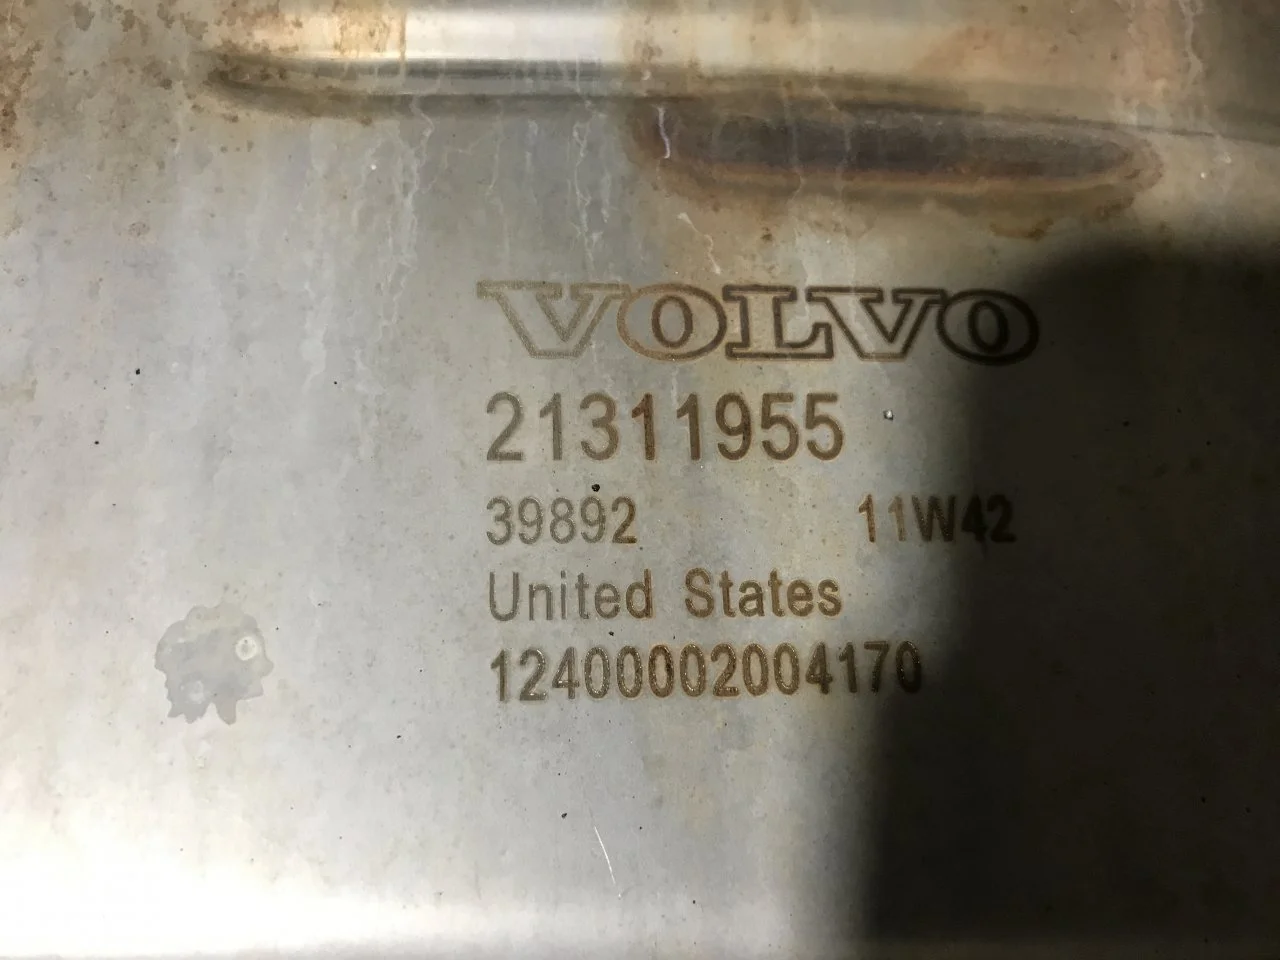 VOLVO
21311955
39892 11W42
United States
12400002004170